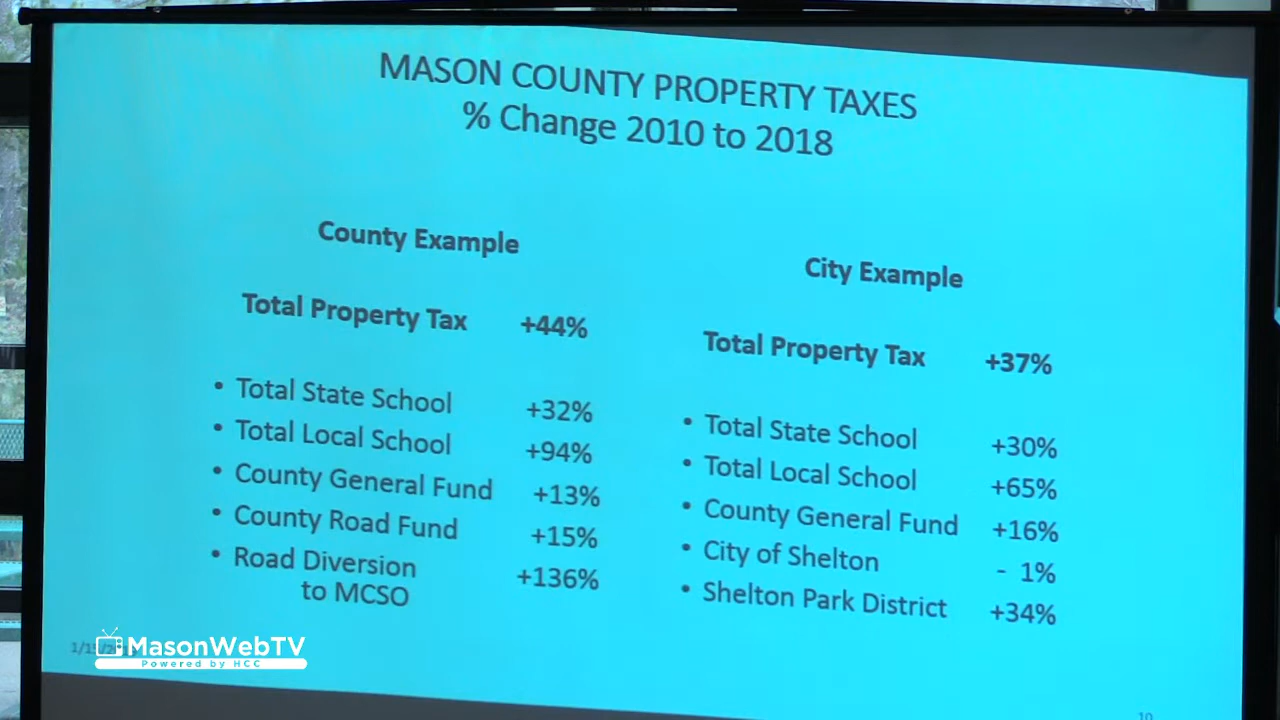 MASON COUNTY PROPERTY TAXES
% Change 2010 to 2018
County Example
Total Property Tax +44%
• Total State School +32%
• Total Local School +94%
• County General Fund +13%
• County Road Fund +15%
• Road Diversion +136%
to MCSO
City Example
Total Property Tax +37%
• Total State School +30%
• Total Local School +65%
• County General Fund +16%
• City of Shelton - 1%
• Shelton Park District +34%
MasonWebTV
Powered by HCC
10